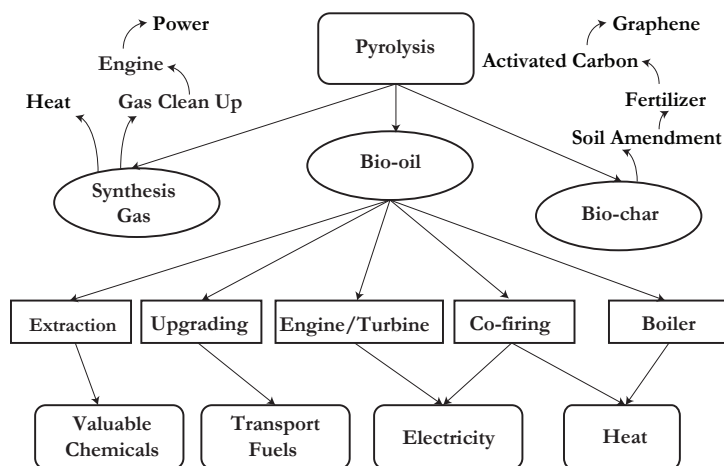 Power
Pyrolysis
Graphene
Engine
Activated Carbon
Heat
Gas Clean Up
Fertilizer
Soil Amendment
Synthesis
Gas
Bio-oil
Bio-char
Extraction
Upgrading
Engine/Turbine
Co-firing
Boiler
Valuable
Chemicals
Transport
Fuels
Electricity
Heat